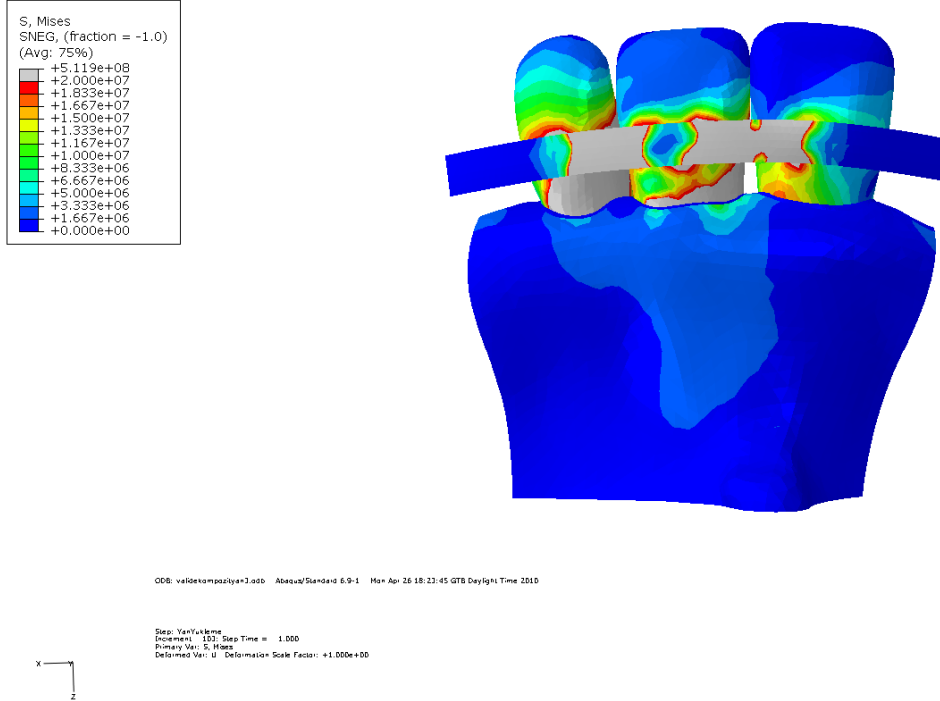 S, Mises
SNEG, (fraction = -1.0)
(Avg: 75%)
+5.119e+08
+2.000e+07
+1.833e+07
+1.667e+07
+1.500e+07
+1.333e+07
+1.167e+07
+1.000e+07
+8.333e+06
+6.667e+06
+5.000e+06
+3.333e+06
+1.667e+06
+0.000e+00
ODB: validekompozityan3.odb Abaqus/Standard 6.9-1 Mon Apr 26 18:23:45 GTB Daylight Time 2010
Step: YanYukleme
Increment 103: Step Time = 1.000
Primary Var: S, Mises
Deformed Var: U Deformation Scale Factor: +1.000e+00
X Y
Z